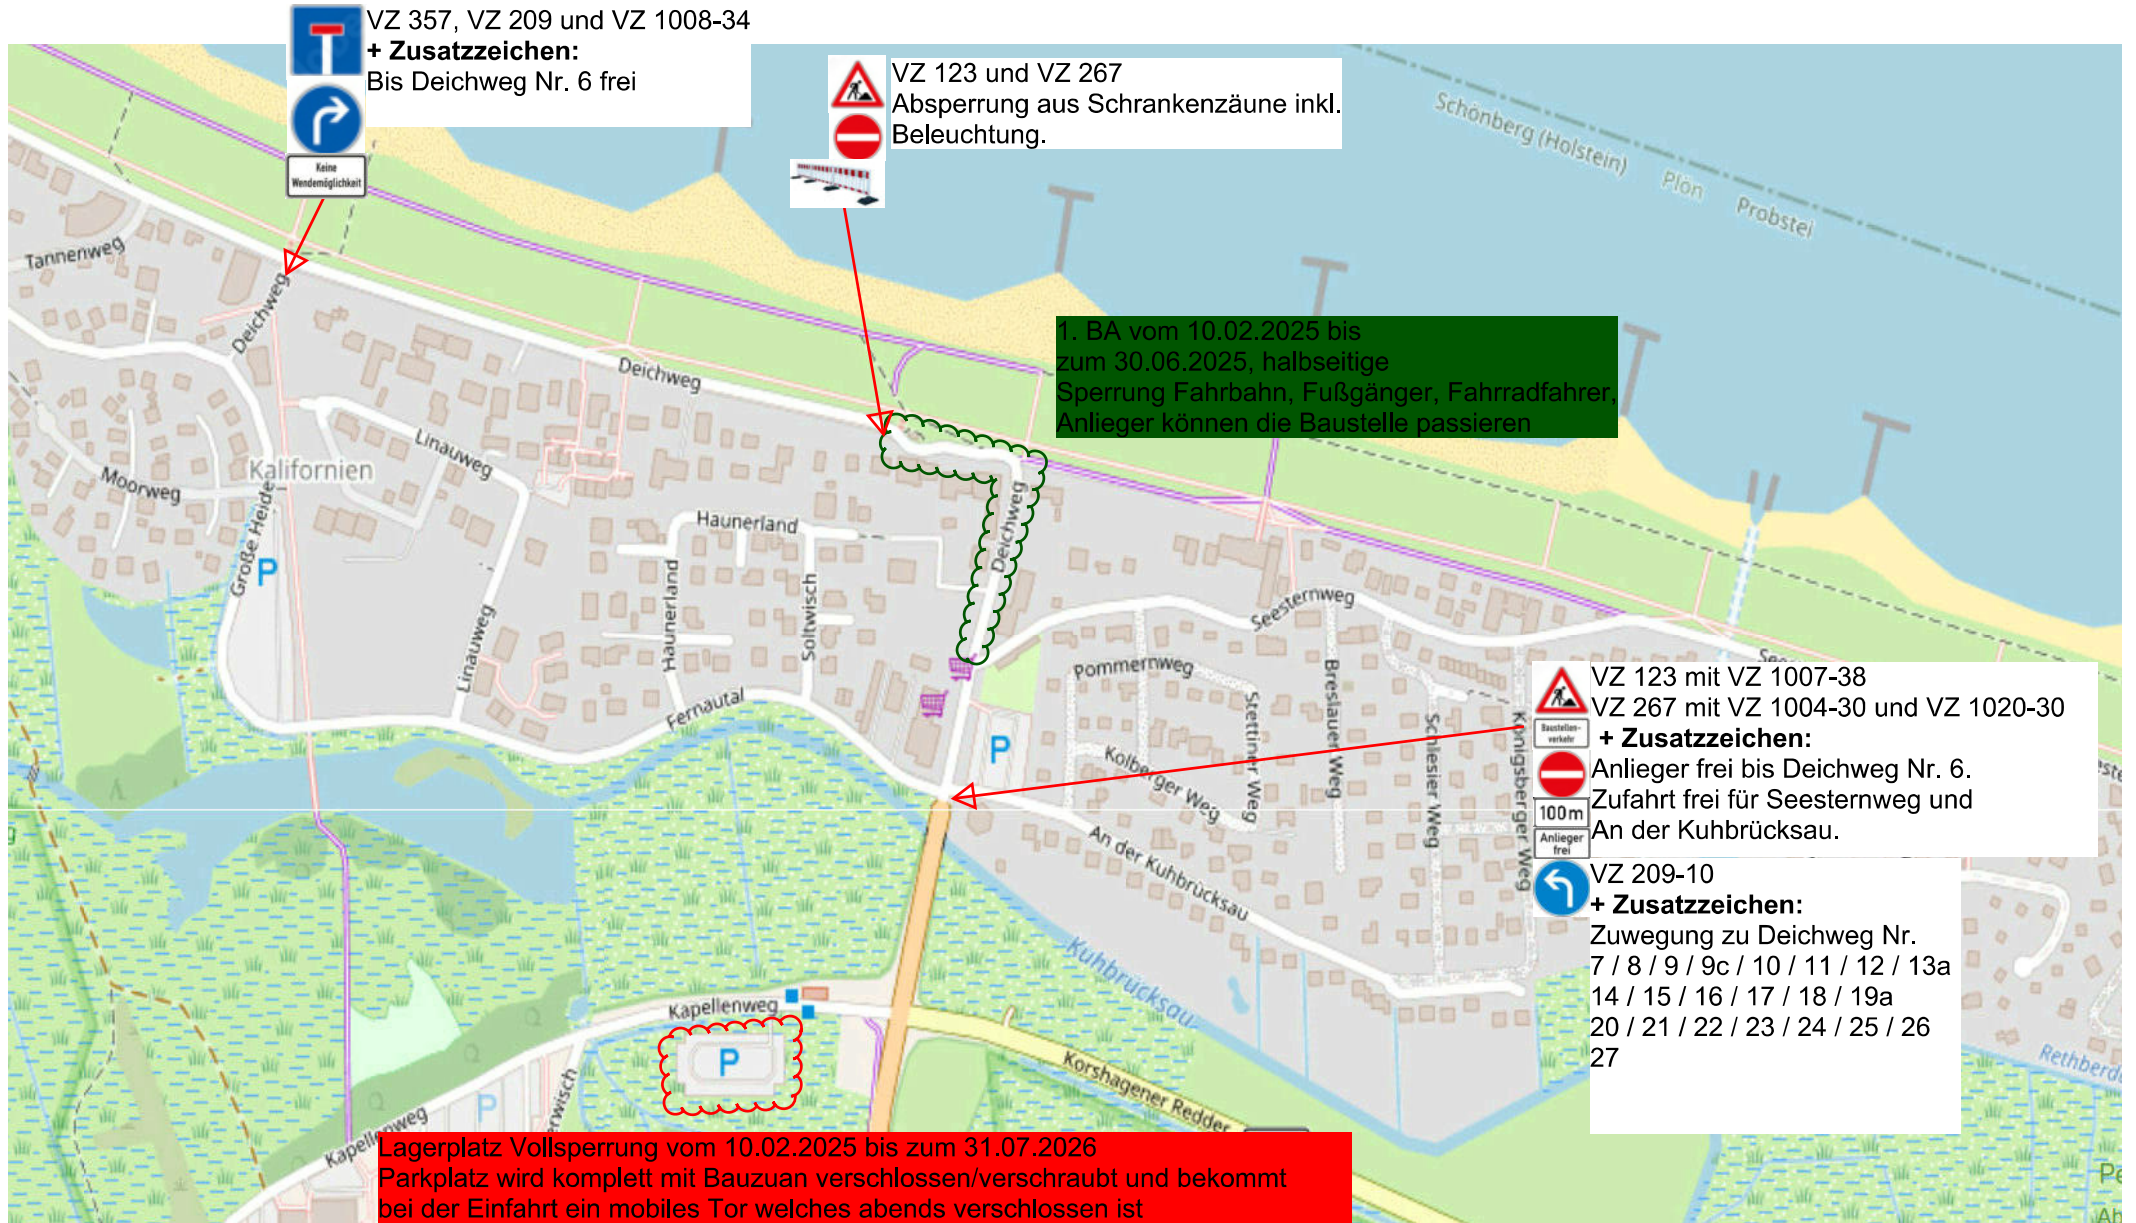 VZ 357, VZ 209 und VZ 1008-34
+ Zusatzzeichen:
Bis Deichweg Nr. 6 frei
Keine
Wendemöglichkeit
VZ 123 und VZ 267
Absperrung aus Schrankenzäune inkl.
Beleuchtung.
Schönberg (Holstein)
Plön
Probstei
Tannenweg
Deichweg
Deichweg
1. BA vom 10.02.2025 bis
zum 30.06.2025, halbseitige
Sperrung Fahrbahn, Fußgänger, Fahrradfahrer,
Anlieger können die Baustelle passieren
Linauweg
Kalifornien
Moorweg
Große Heide
P
Haunerland
Deichweg
Haunerland
Soltwisch
Linauweg
Seesternweg
Fernautal
Pommernweg
Stettiner Weg
Breslauer Weg
Schlesier Weg
Königsberger Weg
P
Kolberger Weg
An der Kuhbrücksau
VZ 123 mit VZ 1007-38
VZ 267 mit VZ 1004-30 und VZ 1020-30
+ Zusatzzeichen:
Anlieger frei bis Deichweg Nr. 6.
Zufahrt frei für Seesternweg und
An der Kuhbrücksau.
Baustellen-
verkehr
100 m
Anlieger
frei
VZ 209-10
+ Zusatzzeichen:
Zuwegung zu Deichweg Nr.
7 / 8 / 9 / 9c / 10 / 11 / 12 / 13a
14 / 15 / 16 / 17 / 18 / 19a
20 / 21 / 22 / 23 / 24 / 25 / 26
27
Kuhbrücksau
Kapellenweg
P
Korshagener Redder
P
Kapellenweg
erwisch
Rethberd
Lagerplatz Vollsperrung vom 10.02.2025 bis zum 31.07.2026
Parkplatz wird komplett mit Bauzuan verschlossen/verschraubt und bekommt
bei der Einfahrt ein mobiles Tor welches abends verschlossen ist